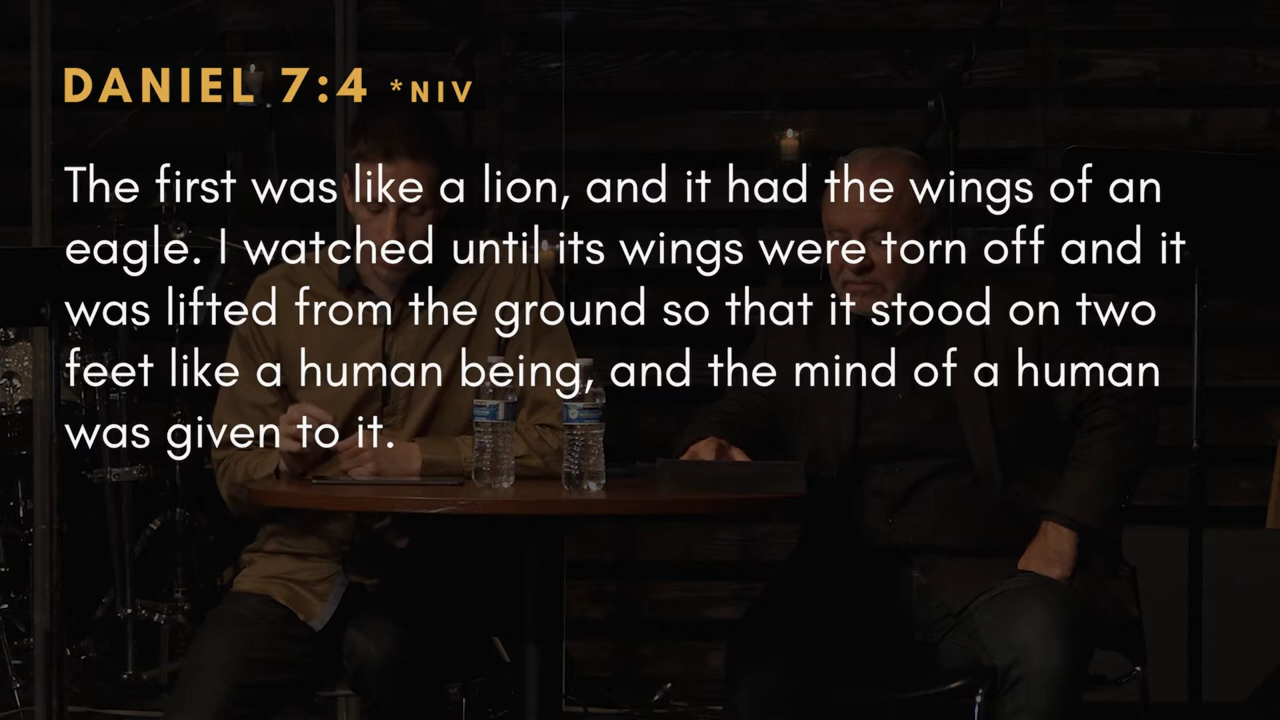 DANIEL 7:4 *NIV
The first was like a lion, and it had the wings of an
eagle. I watched until its wings were torn off and it
was lifted from the ground so that it stood on two
feet like a human being, and the mind of a human
was given to it.